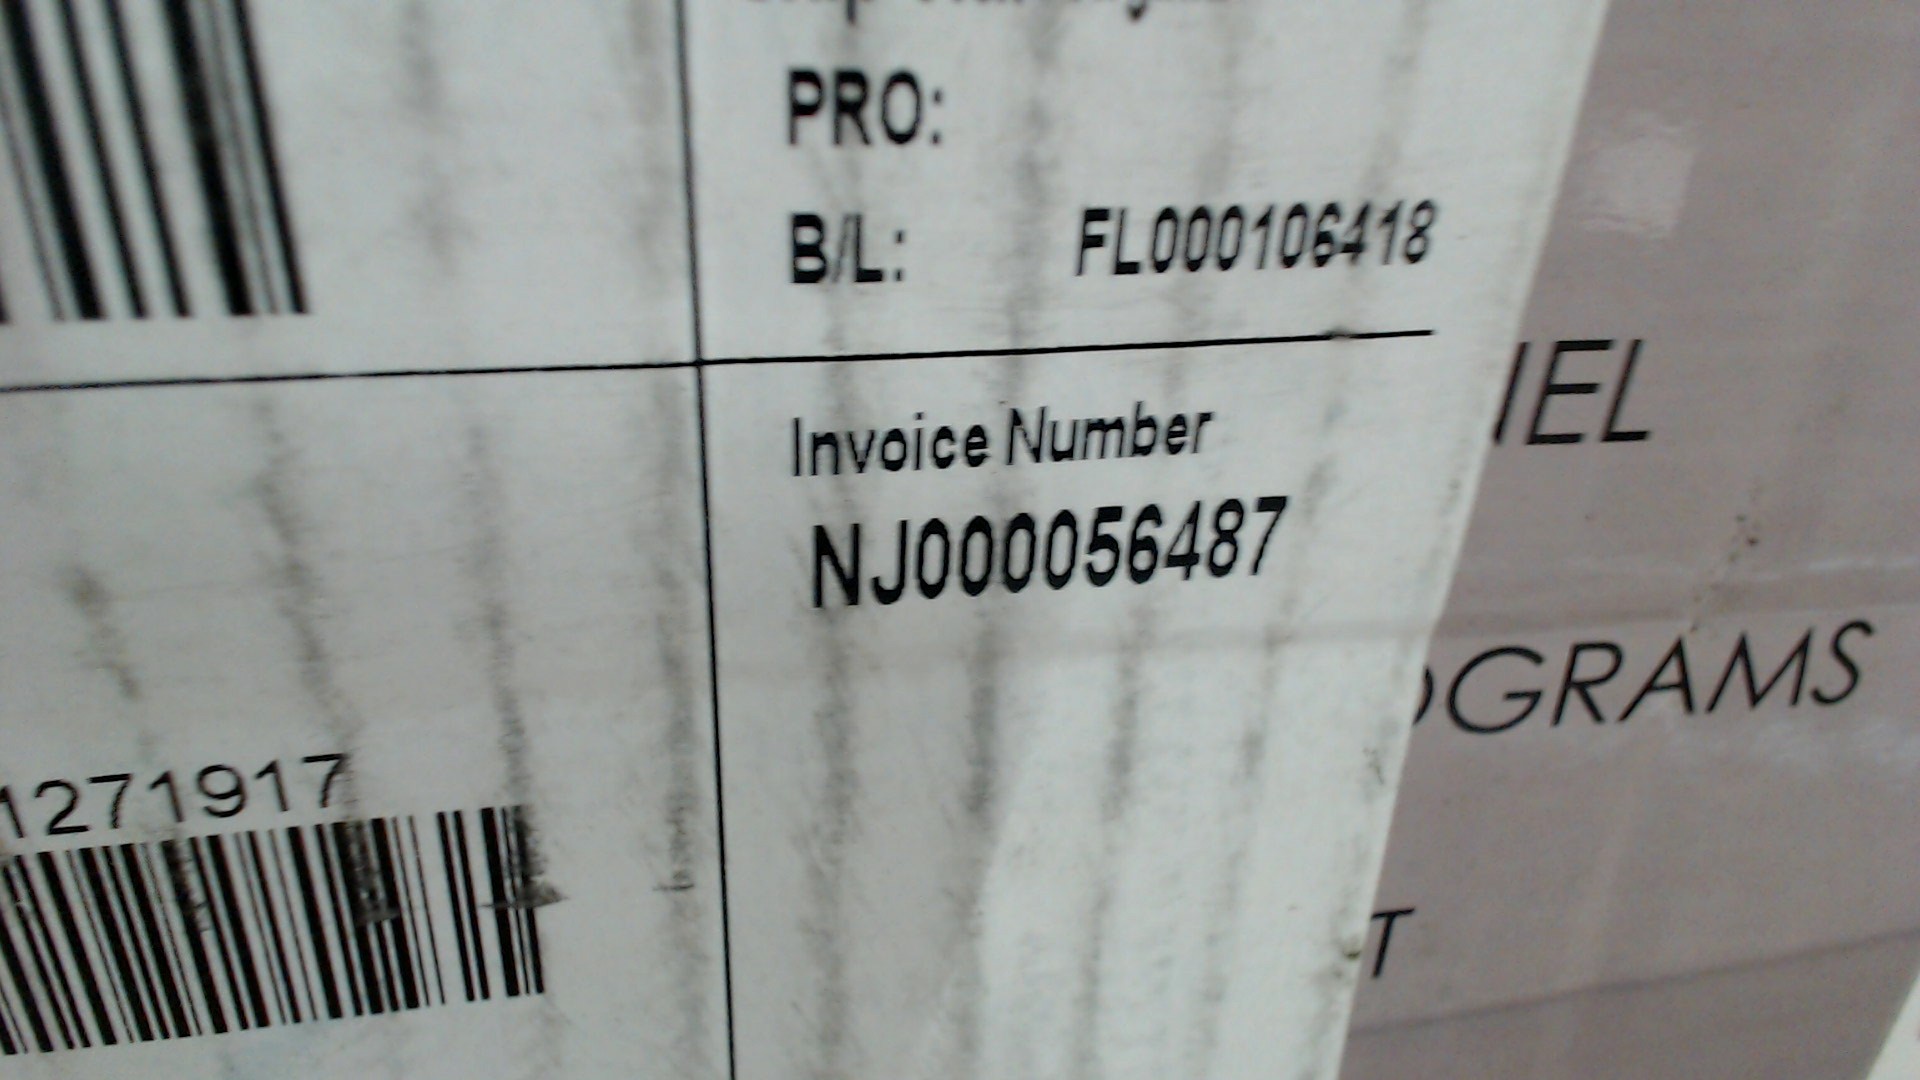 PRO:
B/L: FL000106418
Invoice Number
NJ000056487
1271917
IEL
OGRAMS
T